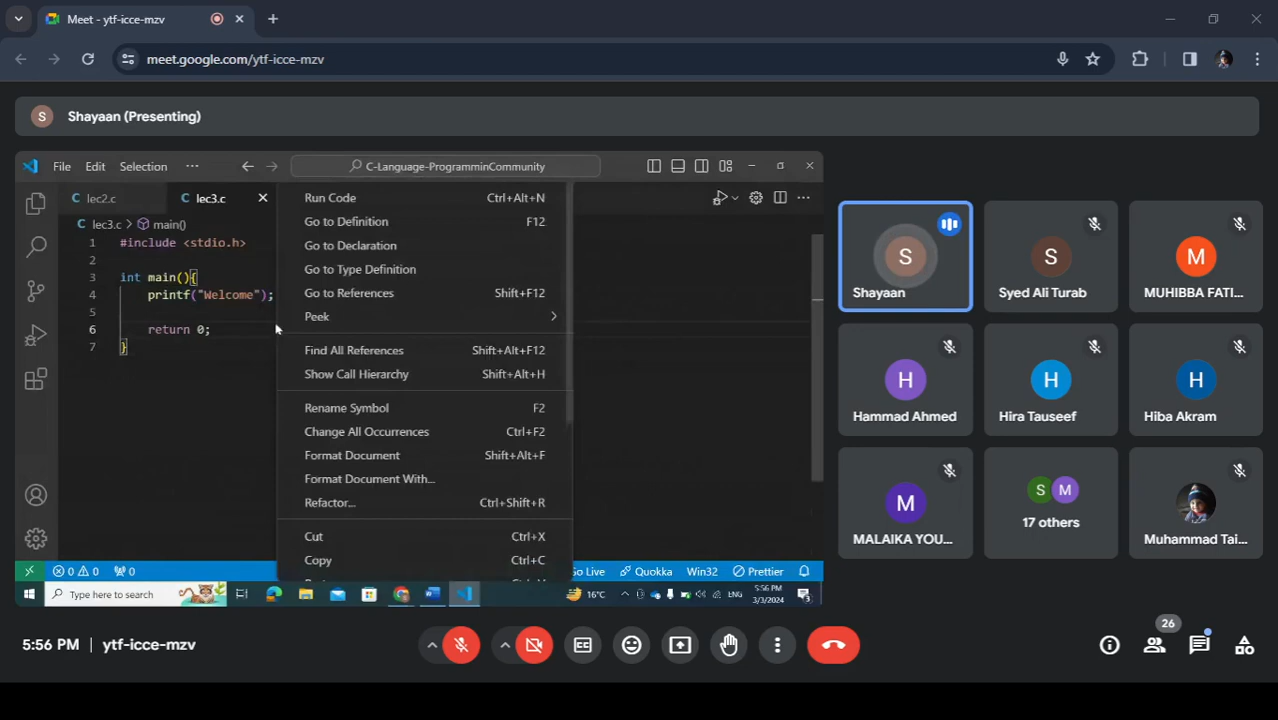 Meet - ytf-icce-mzv
meet.google.com/ytf-icce-mzv
S Shayaan (Presenting)
File Edit Selection ... C-Language-ProgramminCommunity
C lec2.c C lec3.c
lec3.c > main()
1 #include <stdio.h>
2
3 int main(){
4 printf("Welcome");
5
6 return 0;
7 }
Run Code Ctrl+Alt+N
Go to Definition F12
Go to Declaration
Go to Type Definition
Go to References Shift+F12
Peek
Find All References Shift+Alt+F12
Show Call Hierarchy Shift+Alt+H
Rename Symbol F2
Change All Occurrences Ctrl+F2
Format Document Shift+Alt+F
Format Document With...
Refactor... Ctrl+Shift+R
Cut Ctrl+X
Copy Ctrl+C
0 0 0 Go Live Quokka Win32 Prettier
Type here to search 16°C ENG 5:56 PM
3/3/2024
S
Shayaan
S
Syed Ali Turab
M
MUHIBBA FATI...
H
Hammad Ahmed
H
Hira Tauseef
H
Hiba Akram
M
MALAIKA YOU...
S M
17 others
Muhammad Tai...
26
5:56 PM ytf-icce-mzv